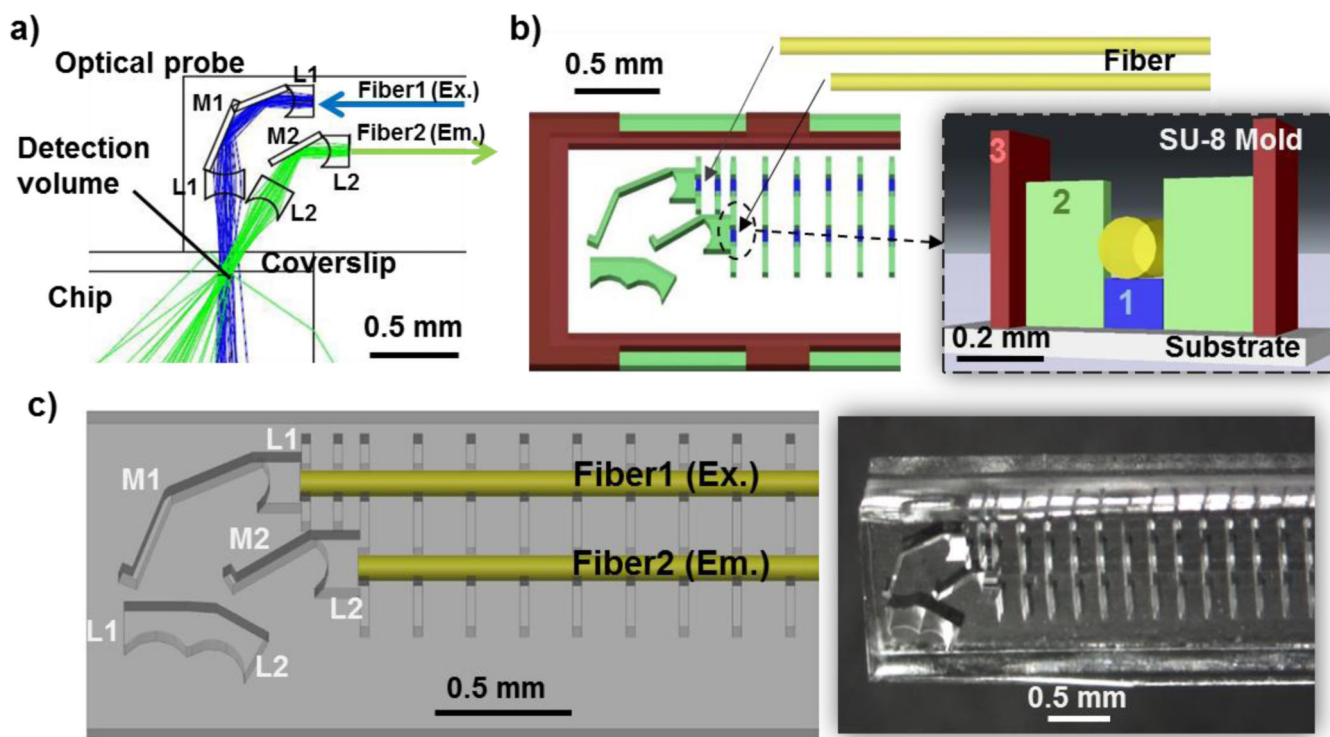 a)
Optical probe
L1
M1
Fiber1 (Ex.)
M2
Fiber2 (Em.)
Detection
volume
L1
L2
L2
Coverslip
Chip
0.5 mm
b)
Fiber
0.5 mm
SU-8 Mold
3
2
1
0.2 mm
Substrate
c)
L1
M1
Fiber1 (Ex.)
M2
Fiber2 (Em.)
L2
L1
L2
0.5 mm
0.5 mm